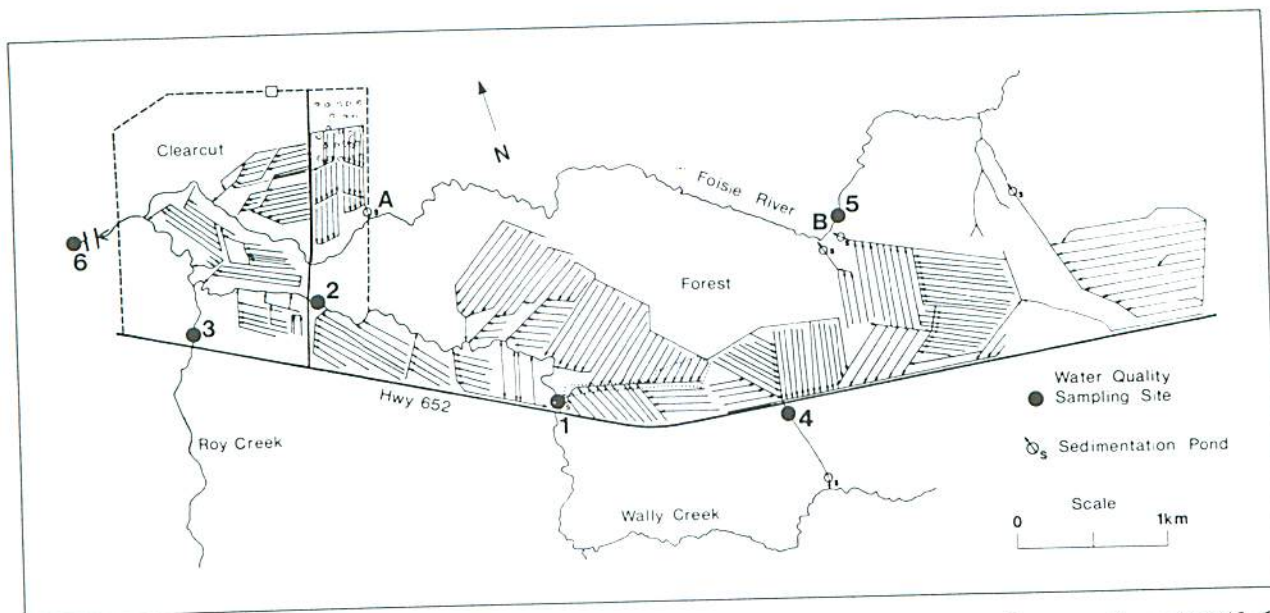 Clearcut
A
s
N
Foisie River
B
5
s
s
s
6
2
3
Forest
Hwy 652
1
s
4
Roy Creek
Wally Creek
s
Water Quality
Sampling Site
s Sedimentation Pond
Scale
0 1km